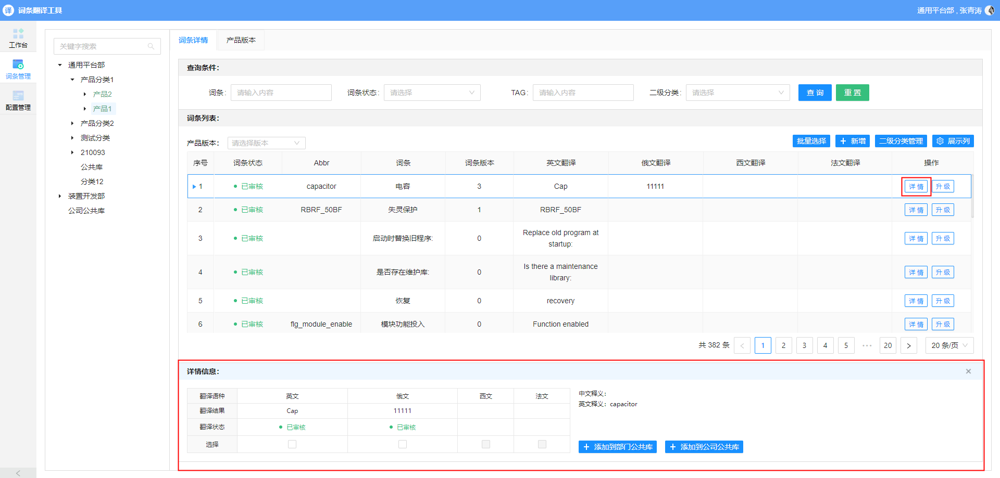 译 词条翻译工具
通用平台部 , 张青涛
工作台
词条管理
配置管理
关键字搜索
通用平台部
产品分类1
产品2
产品1
产品分类2
测试分类
210093
公共库
分类12
装置开发部
公司公共库
词条详情 产品版本
查询条件：
词条: 请输入内容 词条状态: 请选择 TAG: 请输入内容 二级分类: 请选择 查 询 重 置
词条列表：
产品版本： 请选择版本 批量选择 新增 二级分类管理 展示列
序号 词条状态 Abbr 词条 词条版本 英文翻译 俄文翻译 西文翻译 法文翻译 操作
1 已审核 capacitor 电容 3 Cap 11111 详 情 升 级
2 已审核 RBRF_50BF 失灵保护 1 RBRF_50BF 详 情 升 级
3 已审核 启动时替换旧程序: 0 Replace old program at startup: 详 情 升 级
4 已审核 是否存在维护库: 0 Is there a maintenance library: 详 情 升 级
5 已审核 恢复 0 recovery 详 情 升 级
6 已审核 flg_module_enable 模块功能投入 0 Function enabled 详 情 升 级
共 382 条 < 1 2 3 4 5 ••• 20 > 20 条/页
详情信息：
翻译语种 英文 俄文 西文 法文
翻译结果 Cap 11111
翻译状态 已审核 已审核
选择
中文释义：
英文释义：capacitor
添加到部门公共库 添加到公司公共库